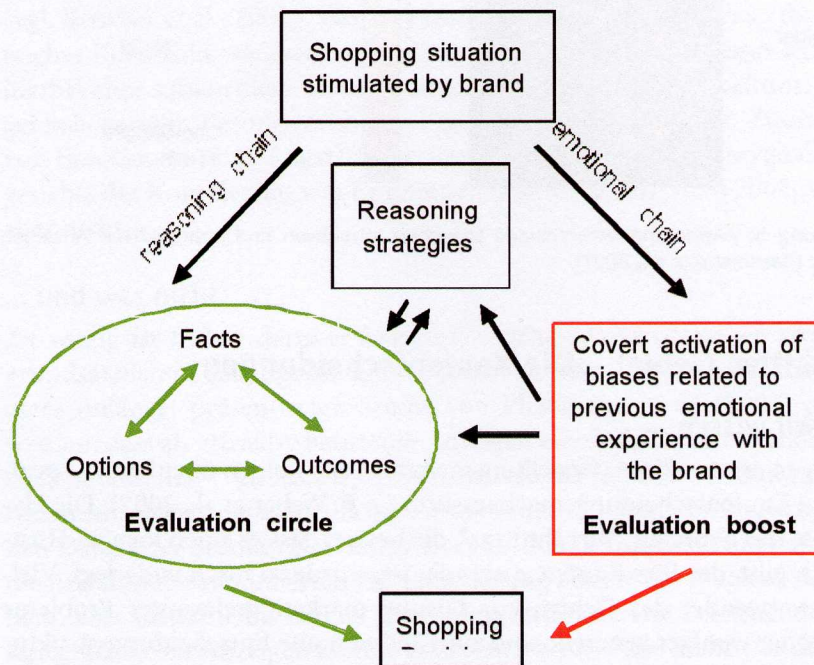 Shopping situation
stimulated by brand
reasoning chain
emotional chain
Reasoning
strategies
Facts
Options
Outcomes
Evaluation circle
Covert activation of
biases related to
previous emotional
experience with
the brand
Evaluation boost
Shopping